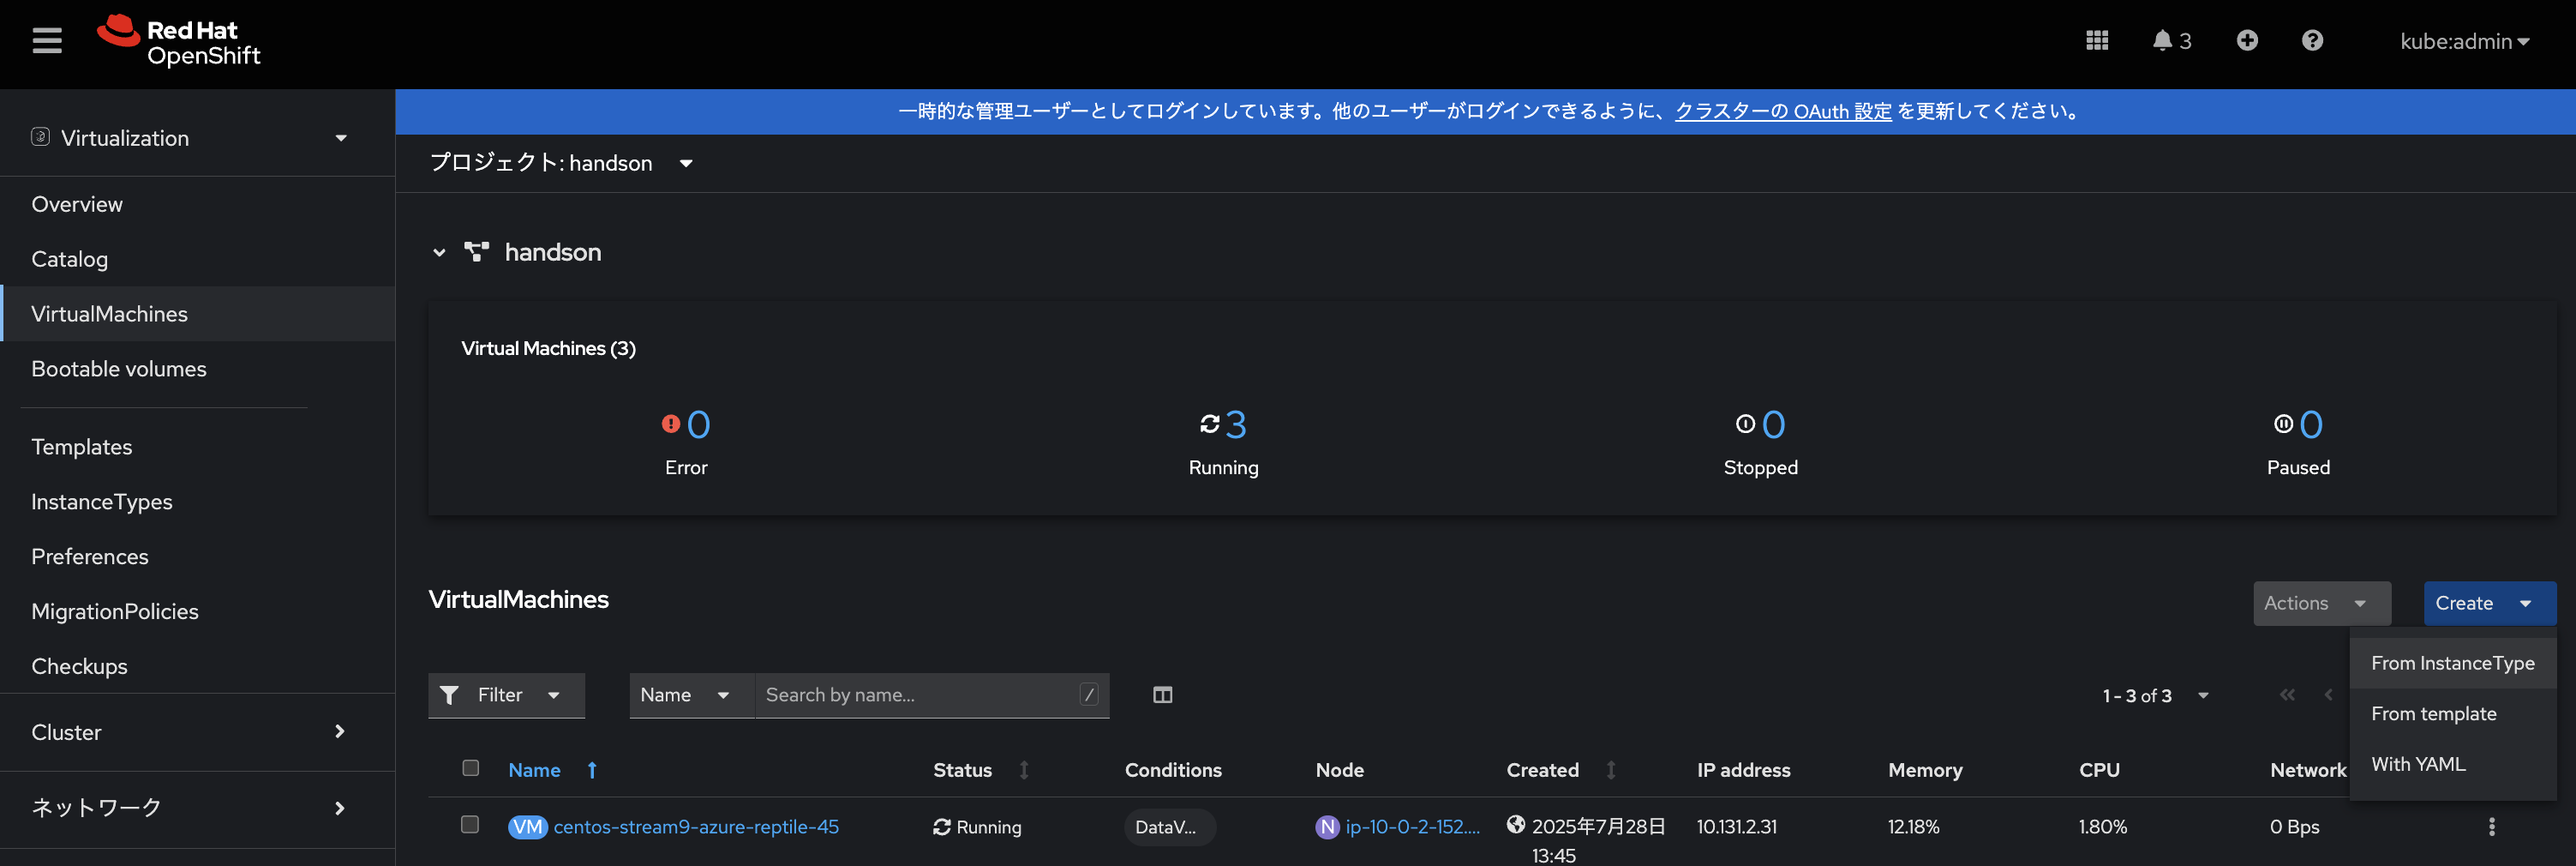 Red Hat
OpenShift
3
kube:admin
Virtualization
一時的な管理ユーザーとしてログインしています。他のユーザーがログインできるように、クラスターの OAuth 設定 を更新してください。
プロジェクト: handson
Overview
Catalog
VirtualMachines
Bootable volumes
Templates
InstanceTypes
Preferences
MigrationPolicies
Checkups
Cluster
ネットワーク
handson
Virtual Machines (3)
0
Error
3
Running
0
Stopped
0
Paused
VirtualMachines
Actions
Create
From InstanceType
From template
With YAML
Filter
Name
Search by name...
/
1 - 3 of 3
Name
Status
Conditions
Node
Created
IP address
Memory
CPU
Network
VM centos-stream9-azure-reptile-45
Running
DataV...
N ip-10-0-2-152....
2025年7月28日
13:45
10.131.2.31
12.18%
1.80%
0 Bps